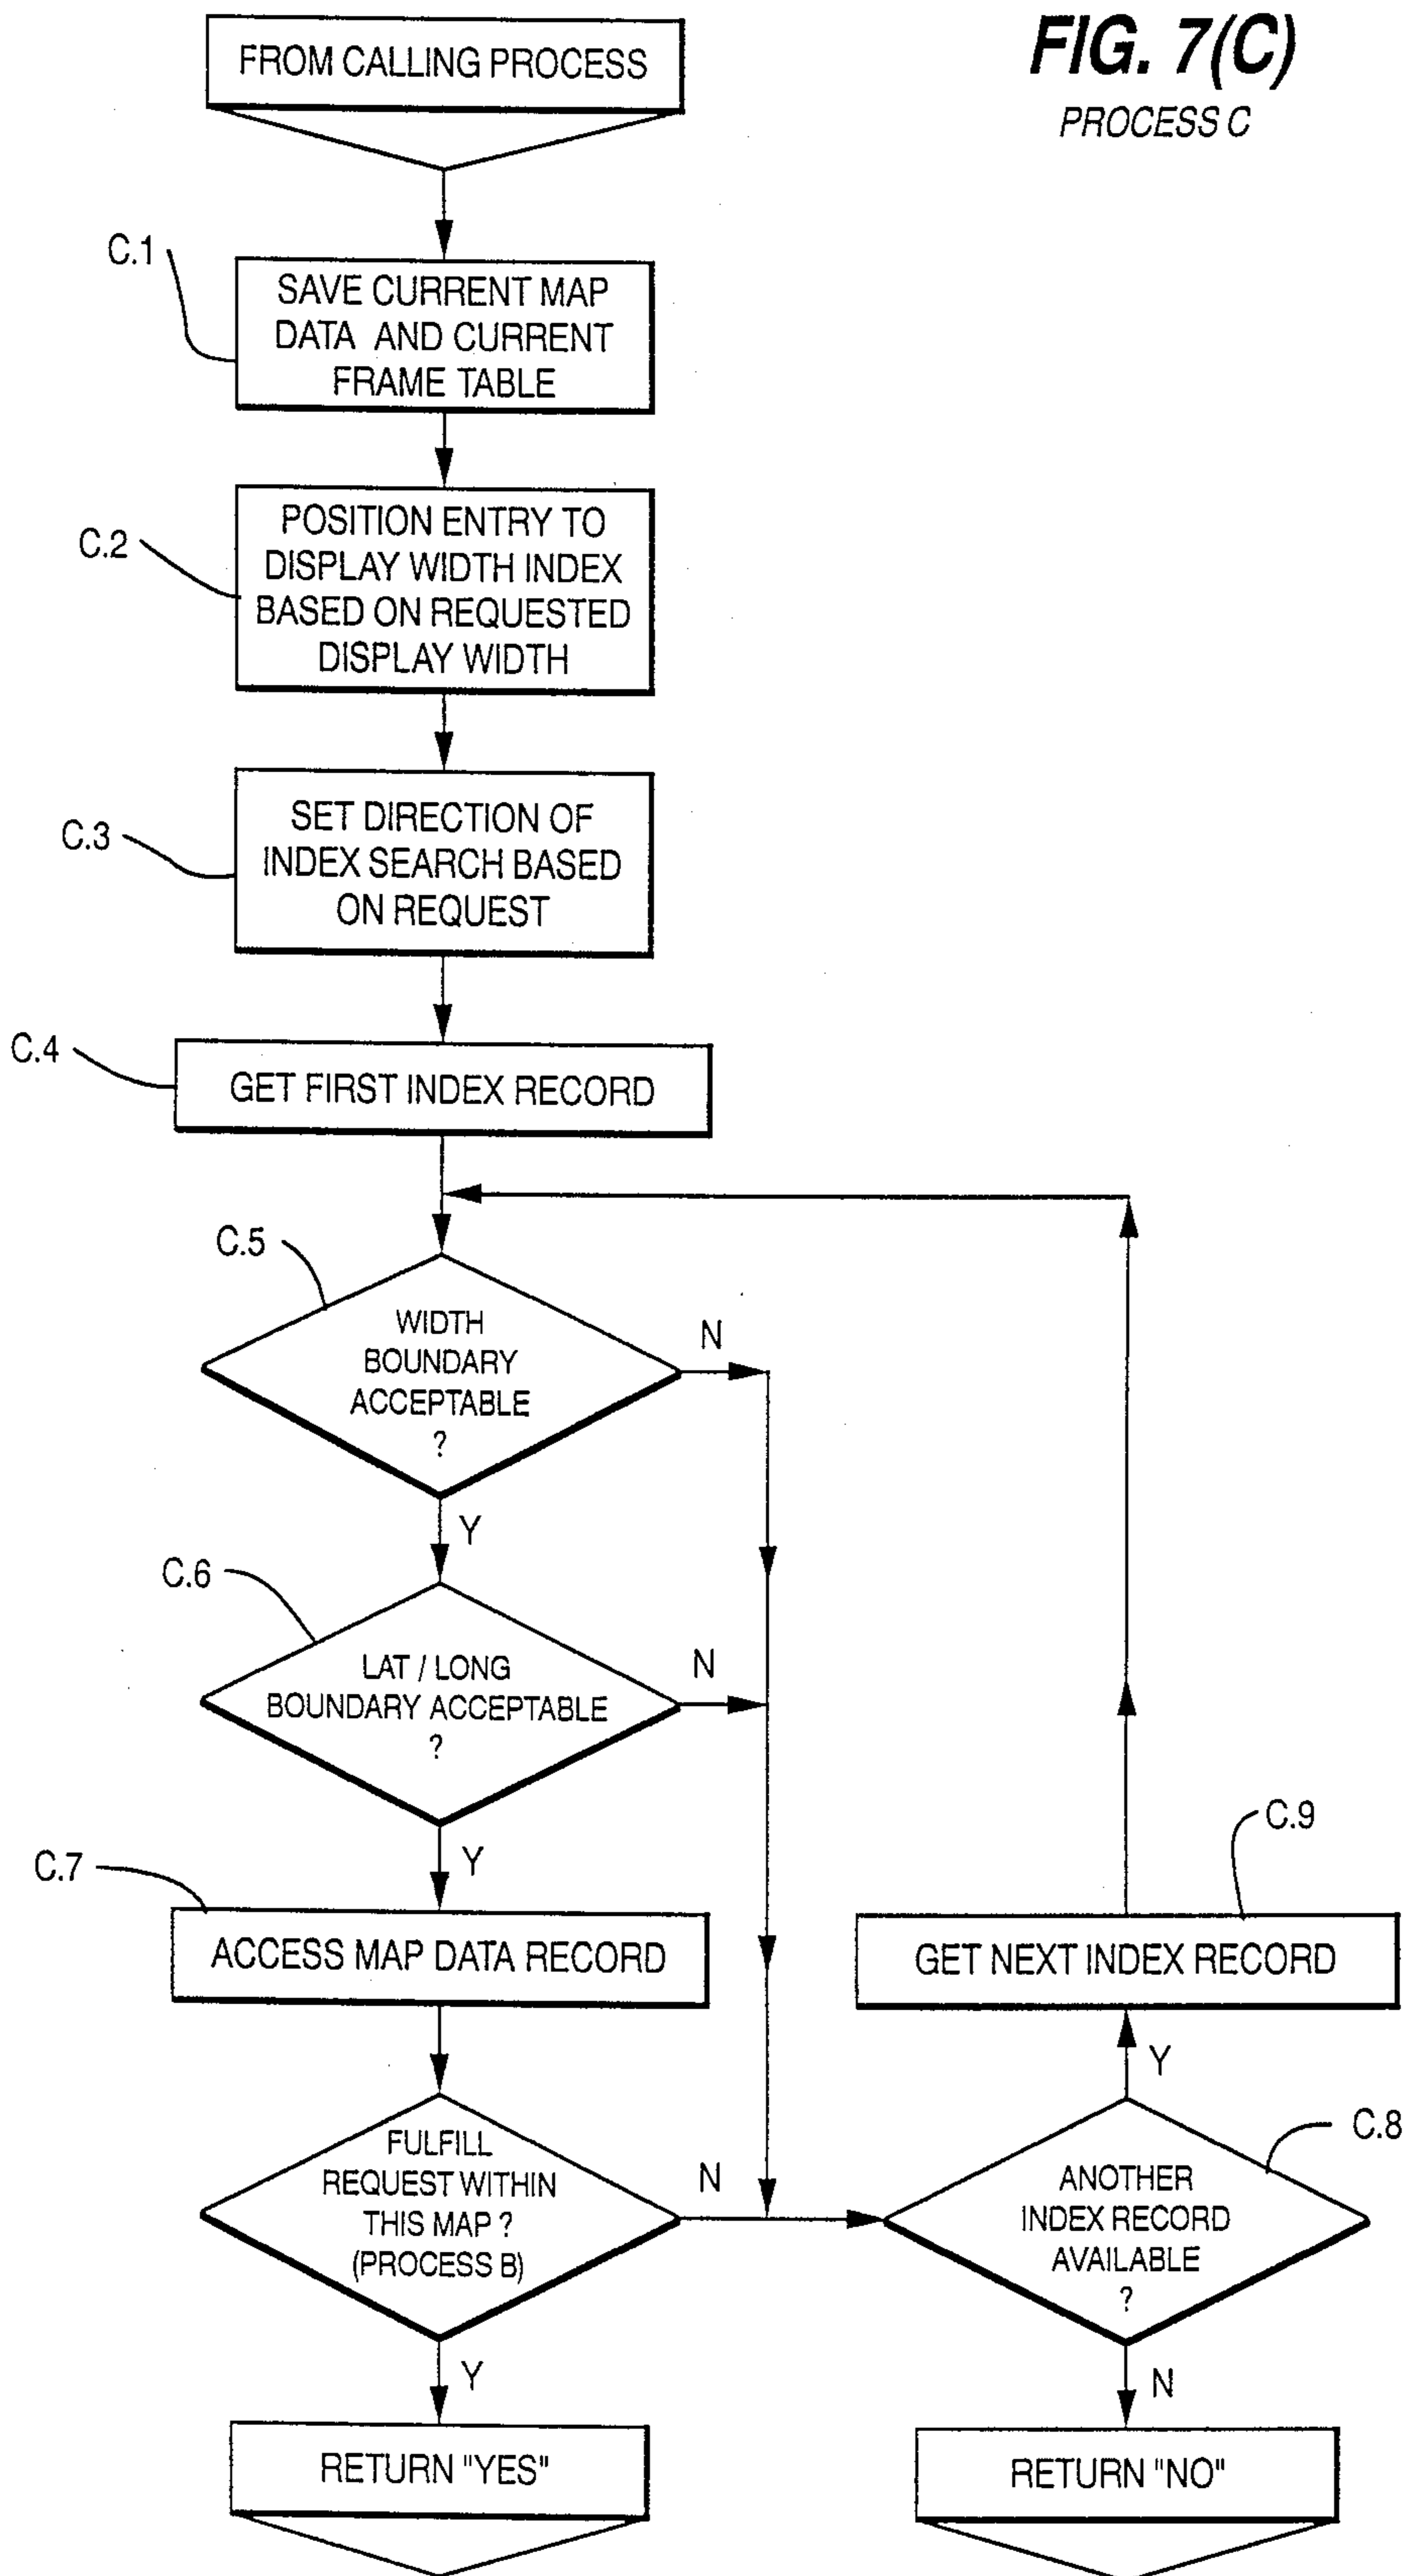 FIG. 7(C)
PROCESS C
FROM CALLING PROCESS
C.1
SAVE CURRENT MAP
DATA AND CURRENT
FRAME TABLE
C.2
POSITION ENTRY TO
DISPLAY WIDTH INDEX
BASED ON REQUESTED
DISPLAY WIDTH
C.3
SET DIRECTION OF
INDEX SEARCH BASED
ON REQUEST
C.4
GET FIRST INDEX RECORD
C.5
WIDTH
BOUNDARY
ACCEPTABLE
?
N
Y
C.6
LAT / LONG
BOUNDARY ACCEPTABLE
?
N
Y
C.7
ACCESS MAP DATA RECORD
C.9
GET NEXT INDEX RECORD
Y
FULFILL
REQUEST WITHIN
THIS MAP ?
(PROCESS B)
N
Y
C.8
ANOTHER
INDEX RECORD
AVAILABLE
?
N
RETURN "YES"
RETURN "NO"